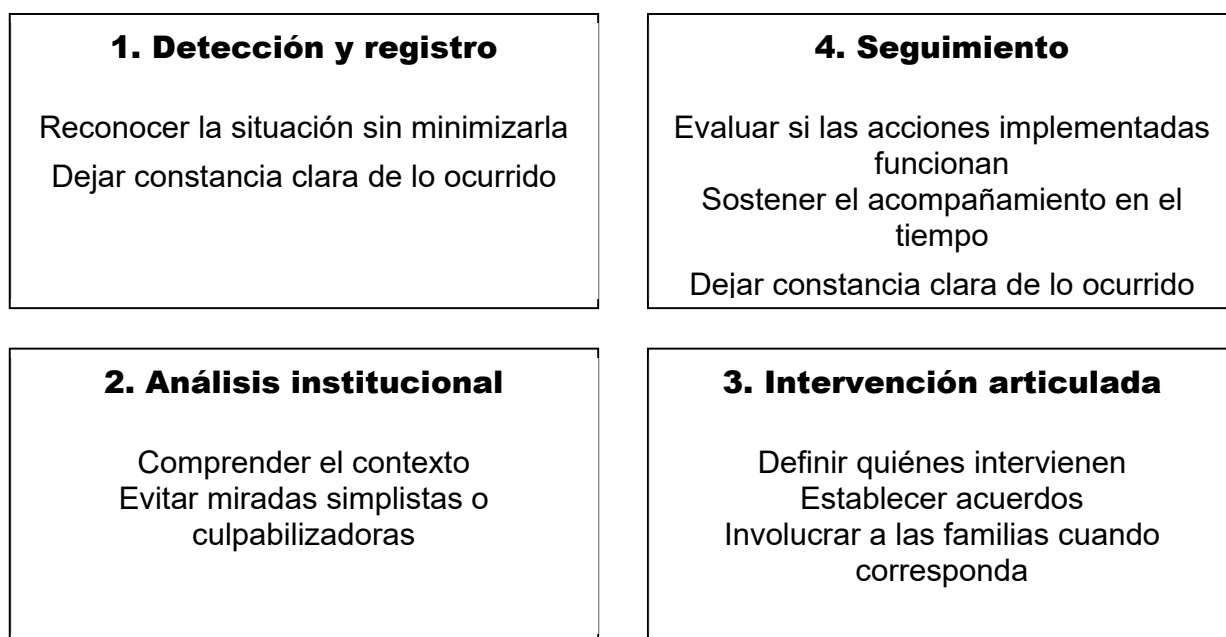 1. Detección y registro
Reconocer la situación sin minimizarla
Dejar constancia clara de lo ocurrido
4. Seguimiento
Evaluar si las acciones implementadas
funcionan
Sostener el acompañamiento en el
tiempo
Dejar constancia clara de lo ocurrido
2. Análisis institucional
Comprender el contexto
Evitar miradas simplistas o
culpabilizadoras
3. Intervención articulada
Definir quiénes intervienen
Establecer acuerdos
Involucrar a las familias cuando
corresponda